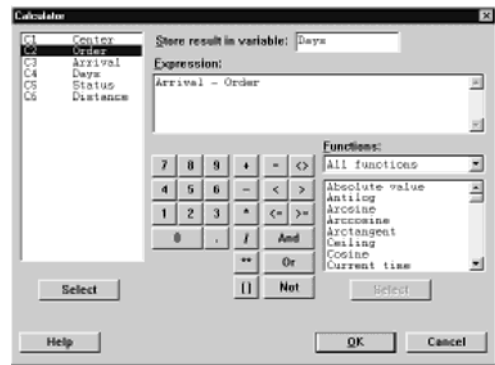 Calculator
C1 Center
C2 Order
C3 Arrival
C4 Days
C5 Status
C6 Distance
Select
Store result in variable: Days
Expression:
Arrival - Order
7 8 9 + = <>
4 5 6 - < >
1 2 3 * <= >=
0 . / And
** Or
[] Not
Functions:
All functions
Absolute value
Antilog
Arcsine
Arccosine
Arctangent
Ceiling
Cosine
Current time
Select
Help
OK
Cancel